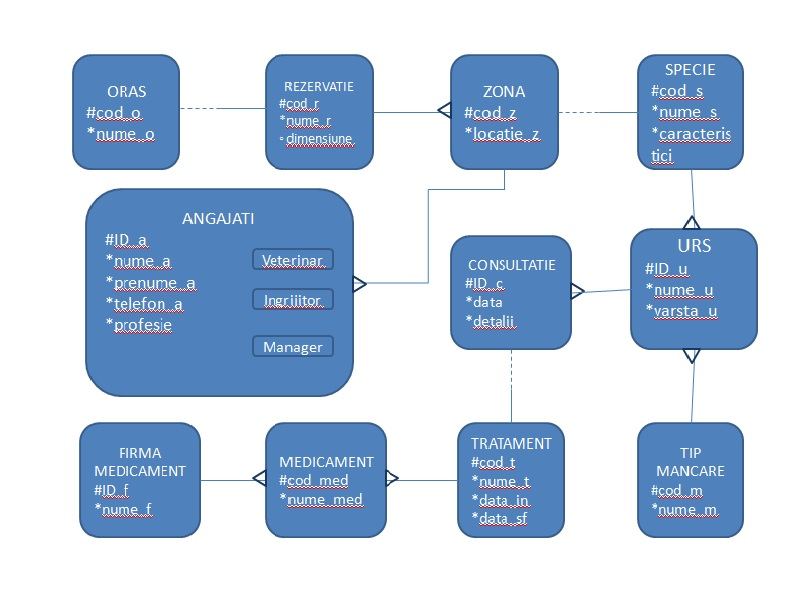 ORAS
#cod_o
*nume_o
REZERVATIE
#cod_r
*nume_r
◦dimensiune
ZONA
#cod_z
*locatie_z
SPECIE
#cod_s
*nume_s
*caracteris
tici
ANGAJATI
#ID_a
*nume_a
*prenume_a
*telefon_a
*profesie
Veterinar
Ingrijitor
Manager
CONSULTATIE
#ID_c
*data
*detalii
URS
#ID_u
*nume_u
*varsta_u
FIRMA
MEDICAMENT
#ID_f
*nume_f
MEDICAMENT
#cod_med
*nume_med
TRATAMENT
#cod_t
*nume_t
*data_in
*data_sf
TIP
MANCARE
#cod_m
*nume_m